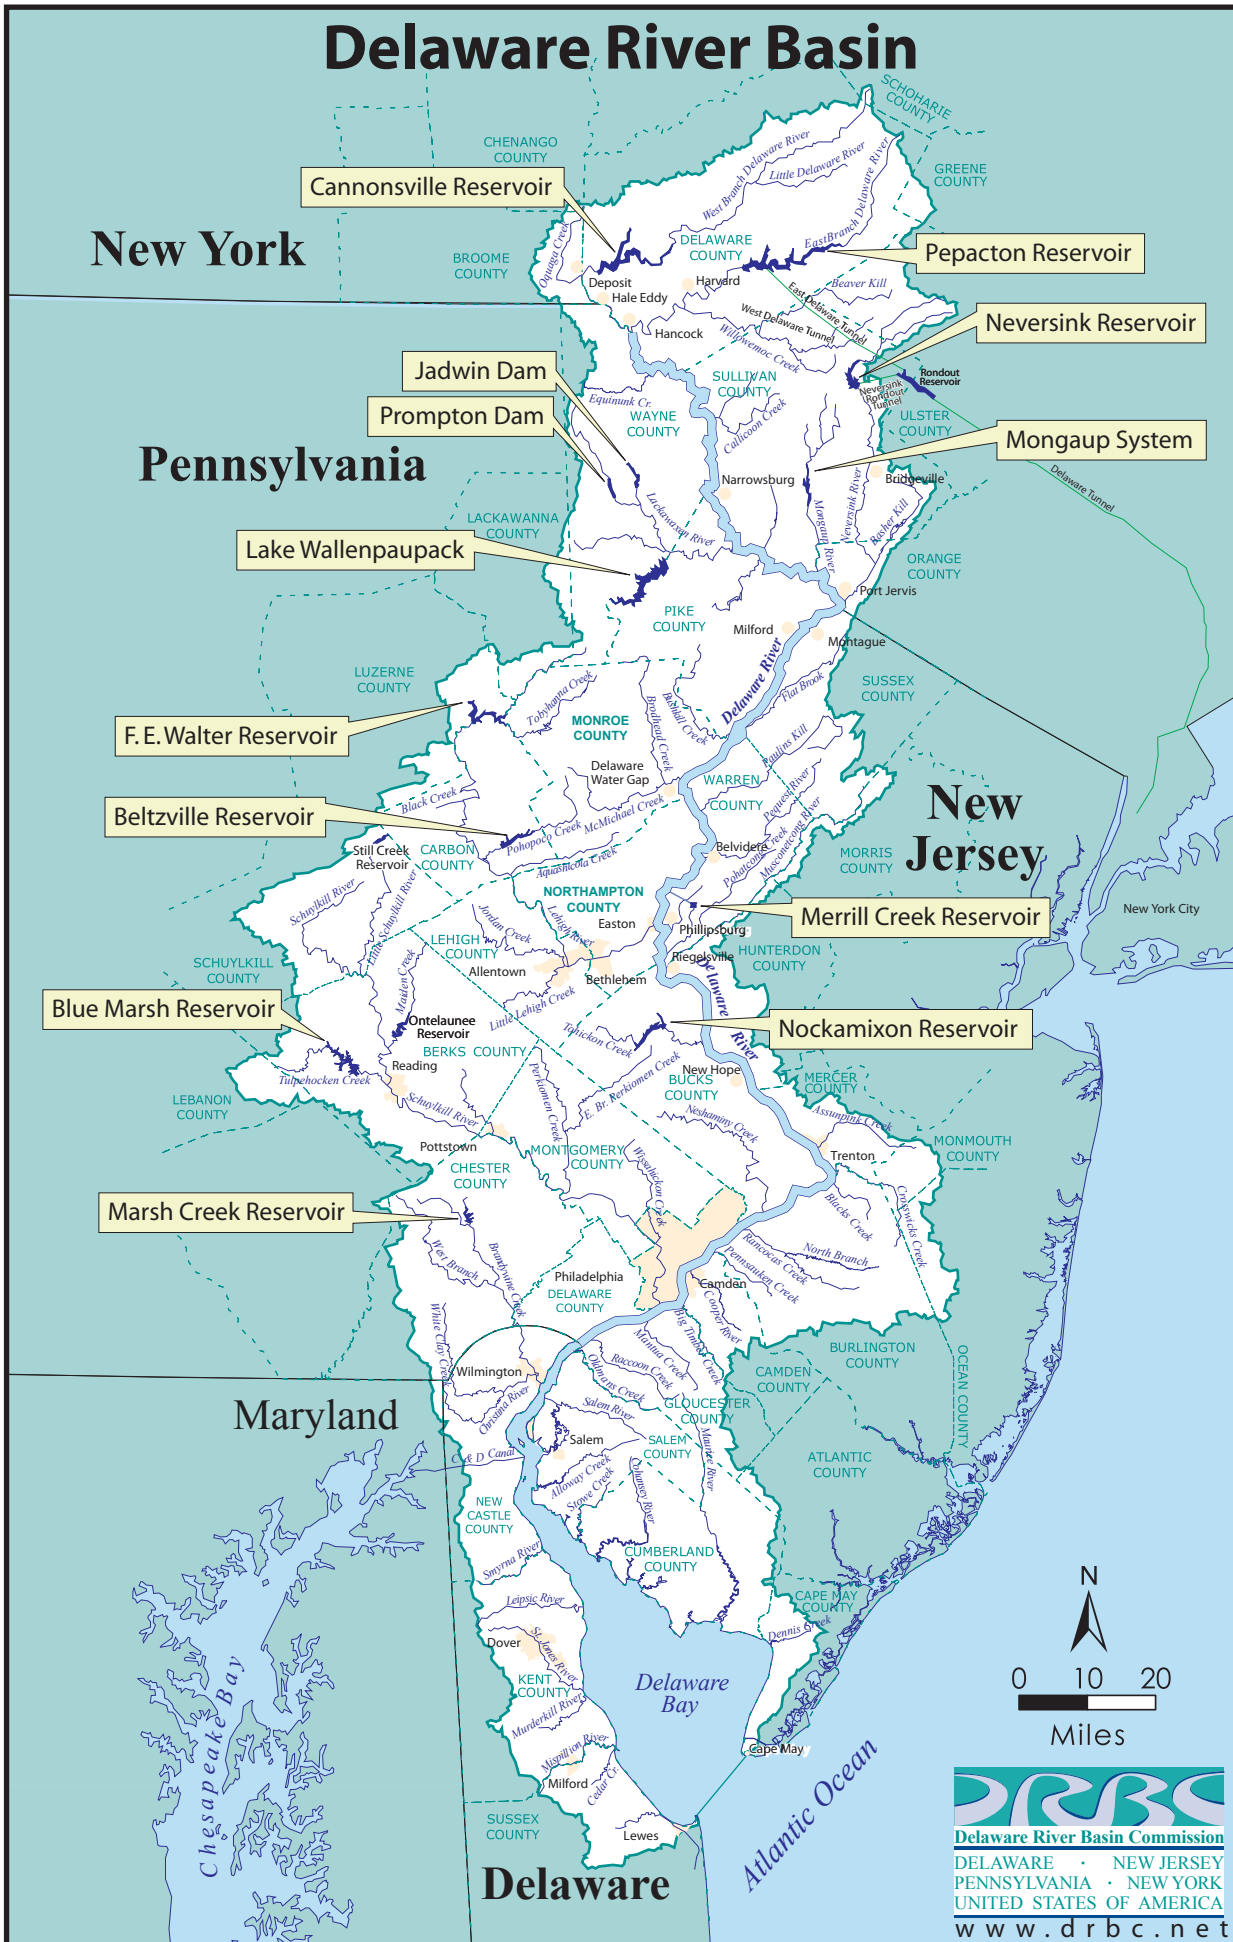 Delaware River Basin
SCHOHARIE
COUNTY
CHENANGO
COUNTY
GREENE
COUNTY
Cannonsville Reservoir
West Branch Delaware River
Little Delaware River
EastBranch Delaware River
New York
BROOME
COUNTY
Oquaga Creek
DELAWARE
COUNTY
Pepacton Reservoir
Deposit
Harvard
Beaver Kill
Hale Eddy
East Delaware Tunnel
West Delaware Tunnel
Neversink Reservoir
Hancock
Willowemoc Creek
Jadwin Dam
SULLIVAN
COUNTY
Rondout
Reservoir
Neversink
Rondout
Tunnel
Equinunk Cr.
Prompton Dam
WAYNE
COUNTY
Callicoon Creek
ULSTER
COUNTY
Mongaup System
Pennsylvania
Narrowsburg
Bridgeville
Delaware Tunnel
Lackawaxen River
Mongaup River
Neversink River
Basher Kill
LACKAWANNA
COUNTY
Lake Wallenpaupack
ORANGE
COUNTY
Port Jervis
PIKE
COUNTY
Milford
Montague
LUZERNE
COUNTY
Delaware River
Flat Brook
SUSSEX
COUNTY
Tobyhanna Creek
Brodhead Creek
Bushill Creek
MONROE
COUNTY
F. E. Walter Reservoir
Paulins Kill
Delaware
Water Gap
WARREN
COUNTY
Pequest River
New
Jersey
Black Creek
Beltzville Reservoir
McMichael Creek
Pohopoco Creek
Still Creek
Reservoir
CARBON
COUNTY
Aquashicola Creek
Belvidere
Pohatcong Creek
Musconetcong River
MORRIS
COUNTY
Schuylkill River
Little Schuylkill River
NORTHAMPTON
COUNTY
Merrill Creek Reservoir
New York City
Jordan Creek
Lehigh River
Easton
Phillipsburg
LEHIGH
COUNTY
Riegelsville
HUNTERDON
COUNTY
SCHUYLKILL
COUNTY
Maiden Creek
Allentown
Bethlehem
Delaware River
Little Lehigh Creek
Blue Marsh Reservoir
Ontelaunee
Reservoir
Nockamixon Reservoir
Tohickon Creek
BERKS COUNTY
Reading
Tulpehocken Creek
New Hope
BUCKS
COUNTY
MERCER
COUNTY
LEBANON
COUNTY
Perkiomen Creek
E. Br. Perkiomen Creek
Schuylkill River
Neshaminy Creek
Assunpink Creek
Pottstown
MONTGOMERY
COUNTY
Trenton
MONMOUTH
COUNTY
CHESTER
COUNTY
Wissahickon Creek
Blacks Creek
Crosswicks Creek
Marsh Creek Reservoir
West Branch
Brandywine Creek
Rancocas Creek
North Branch
Pennsauken Creek
Philadelphia
Camden
DELAWARE
COUNTY
Cooper River
Big Timber Creek
White Clay Creek
Mantua Creek
Raccoon Creek
Oldmans Creek
BURLINGTON
COUNTY
OCEAN COUNTY
Wilmington
CAMDEN
COUNTY
Maryland
Christina River
GLOUCESTER
COUNTY
Salem River
Salem
SALEM
COUNTY
Maurice River
C & D Canal
ATLANTIC
COUNTY
Alloway Creek
Stowe Creek
Cohansey River
NEW
CASTLE
COUNTY
CUMBERLAND
COUNTY
Smyrna River
CAPE MAY
COUNTY
Leipsic River
Dennis Creek
Dover
St. Jones River
KENT
COUNTY
Delaware
Bay
Chesapeake Bay
Murderkill River
Mispillion River
Cape May
Milford
Cedar Cr.
SUSSEX
COUNTY
Lewes
Delaware
Atlantic Ocean
N
0 10 20
Miles
DRBC
Delaware River Basin Commission
DELAWARE · NEW JERSEY
PENNSYLVANIA · NEW YORK
UNITED STATES OF AMERICA
www.drbc.net